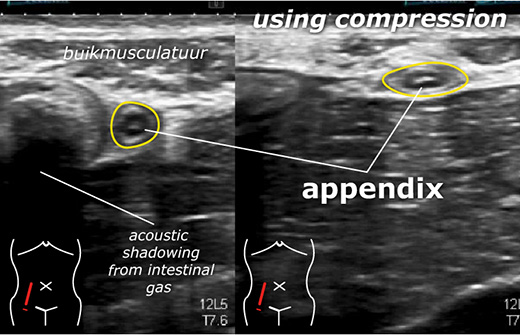 using compression
buikmusculatuur
appendix
acoustic
shadowing
from intestinal
gas
12L5
T7.6
12L5
T7.6